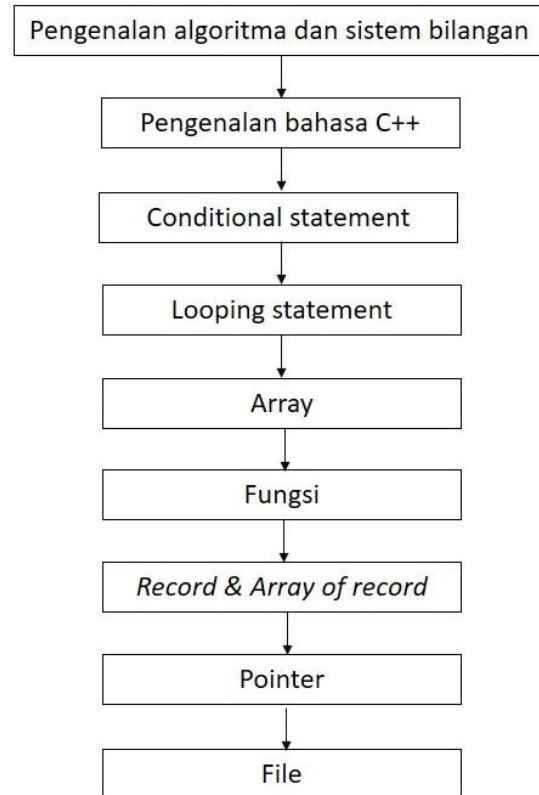 Pengenalan algoritma dan sistem bilangan
Pengenalan bahasa C++
Conditional statement
Looping statement
Array
Fungsi
Record & Array of record
Pointer
File